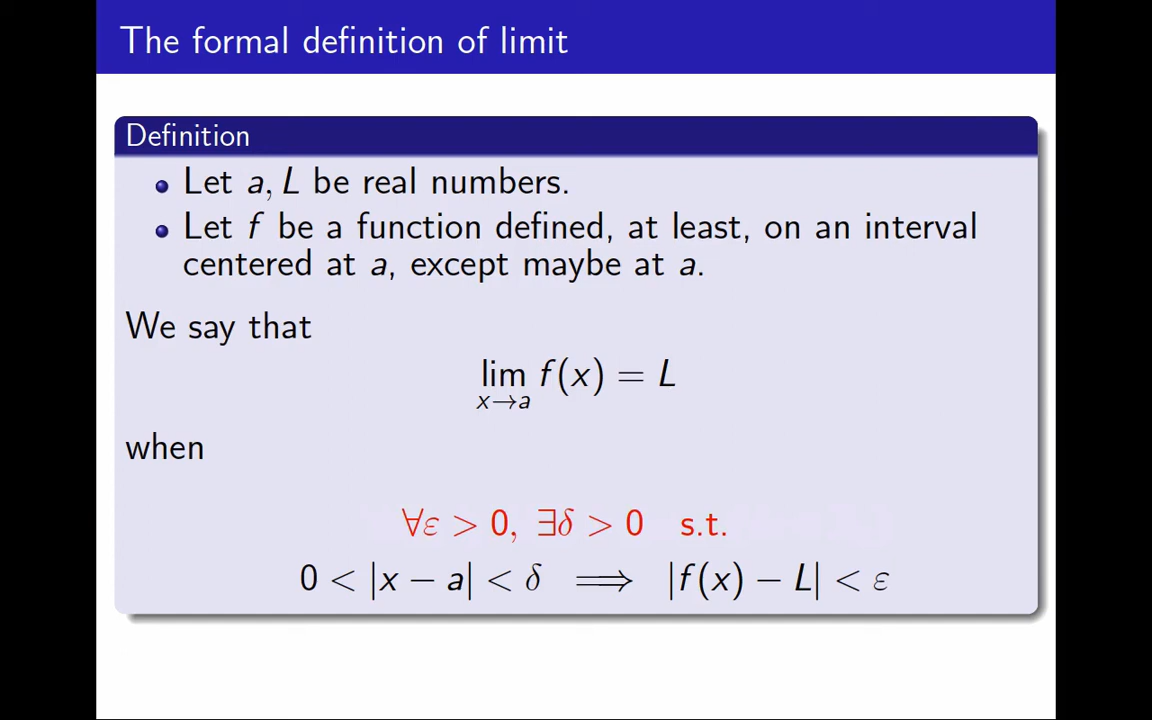 The formal definition of limit
Definition
• Let a, L be real numbers.
• Let f be a function defined, at least, on an interval
centered at a, except maybe at a.
We say that
lim f(x) = L
x→a
when
∀ε > 0, ∃δ > 0 s.t.
0 < |x − a| < δ ⟹ |f(x) − L| < ε